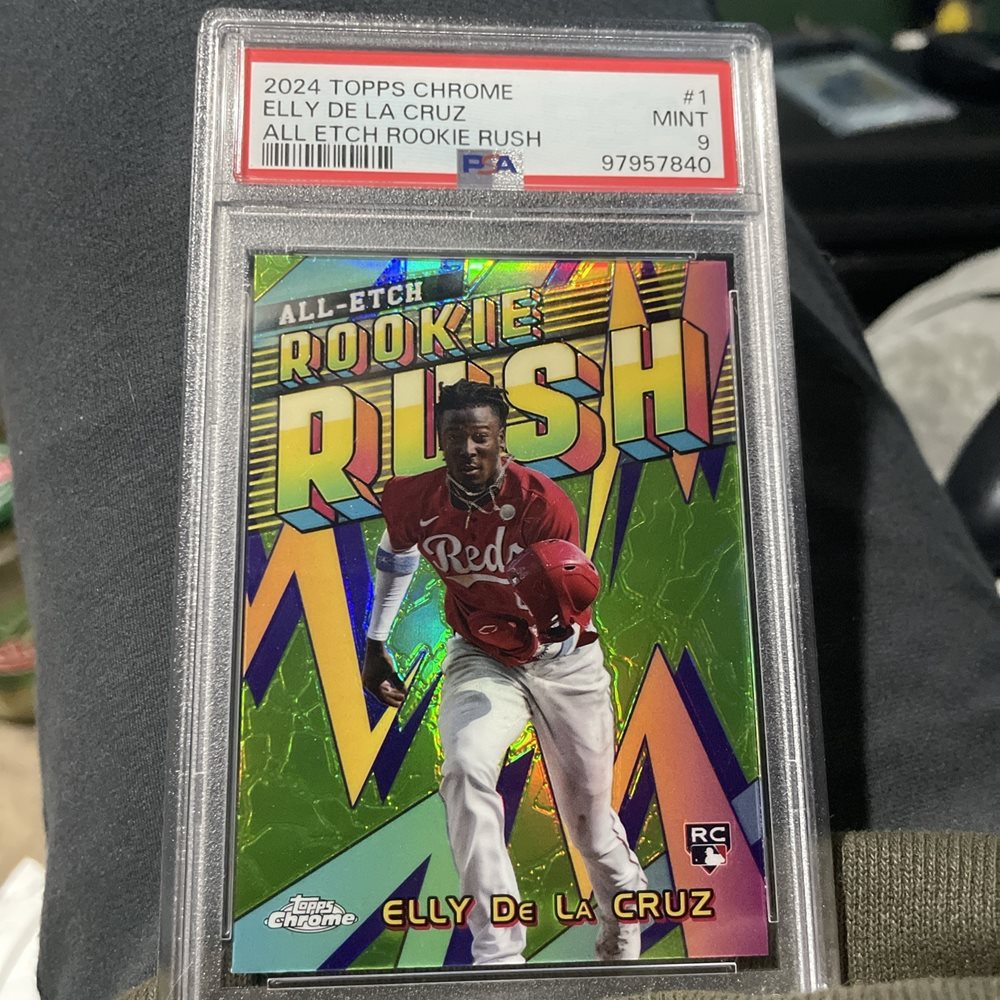 2024 TOPPS CHROME #1
ELLY DE LA CRUZ MINT
ALL ETCH ROOKIE RUSH 9
PSA 97957840
ALL-ETCH
ROOKIE
RUSH
Reds
RC
Topps
Chrome
ELLY De La CRUZ